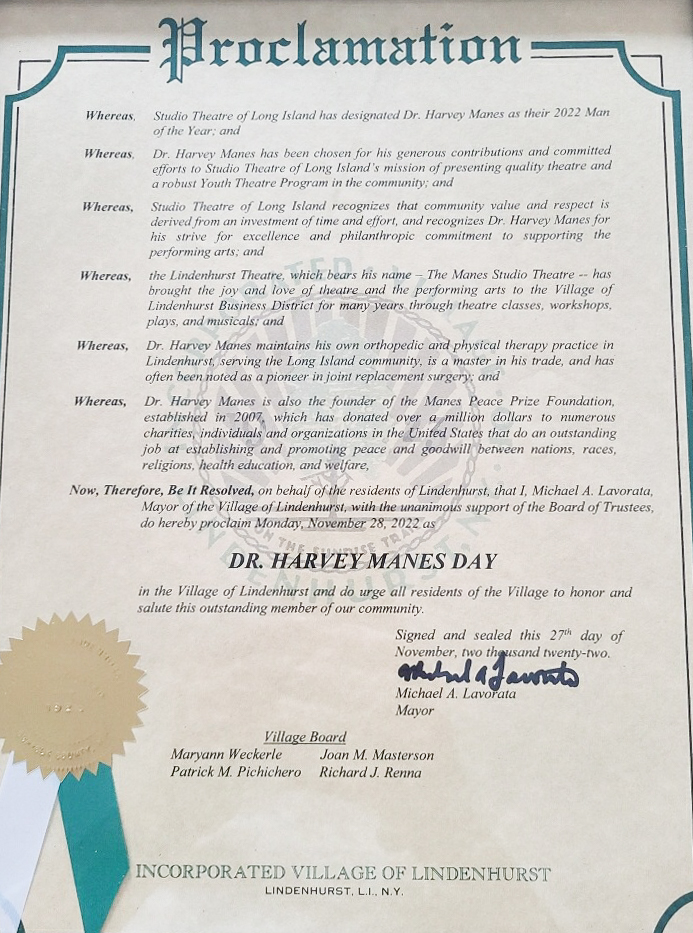 Proclamation
Whereas, Studio Theatre of Long Island has designated Dr. Harvey Manes as their 2022 Man
of the Year; and
Whereas, Dr. Harvey Manes has been chosen for his generous contributions and committed
efforts to Studio Theatre of Long Island's mission of presenting quality theatre and
a robust Youth Theatre Program in the community; and
Whereas, Studio Theatre of Long Island recognizes that community value and respect is
derived from an investment of time and effort, and recognizes Dr. Harvey Manes for
his strive for excellence and philanthropic commitment to supporting the
performing arts; and
Whereas, the Lindenhurst Theatre, which bears his name – The Manes Studio Theatre -- has
brought the joy and love of theatre and the performing arts to the Village of
Lindenhurst Business District for many years through theatre classes, workshops,
plays, and musicals; and
Whereas, Dr. Harvey Manes maintains his own orthopedic and physical therapy practice in
Lindenhurst, serving the Long Island community, is a master in his trade, and has
often been noted as a pioneer in joint replacement surgery; and
Whereas, Dr. Harvey Manes is also the founder of the Manes Peace Prize Foundation,
established in 2007, which has donated over a million dollars to numerous
charities, individuals and organizations in the United States that do an outstanding
job at establishing and promoting peace and goodwill between nations, races,
religions, health education, and welfare,
Now, Therefore, Be It Resolved, on behalf of the residents of Lindenhurst, that I, Michael A. Lavorata,
Mayor of the Village of Lindenhurst, with the unanimous support of the Board of Trustees,
do hereby proclaim Monday, November 28, 2022 as
DR. HARVEY MANES DAY
in the Village of Lindenhurst and do urge all residents of the Village to honor and
salute this outstanding member of our community.
Signed and sealed this 27th day of
November, two thousand twenty-two.
Michael A Lavorata
Michael A. Lavorata
Mayor
Village Board
Maryann Weckerle Joan M. Masterson
Patrick M. Pichichero Richard J. Renna
INCORPORATED VILLAGE OF LINDENHURST
LINDENHURST, L.I., N.Y.